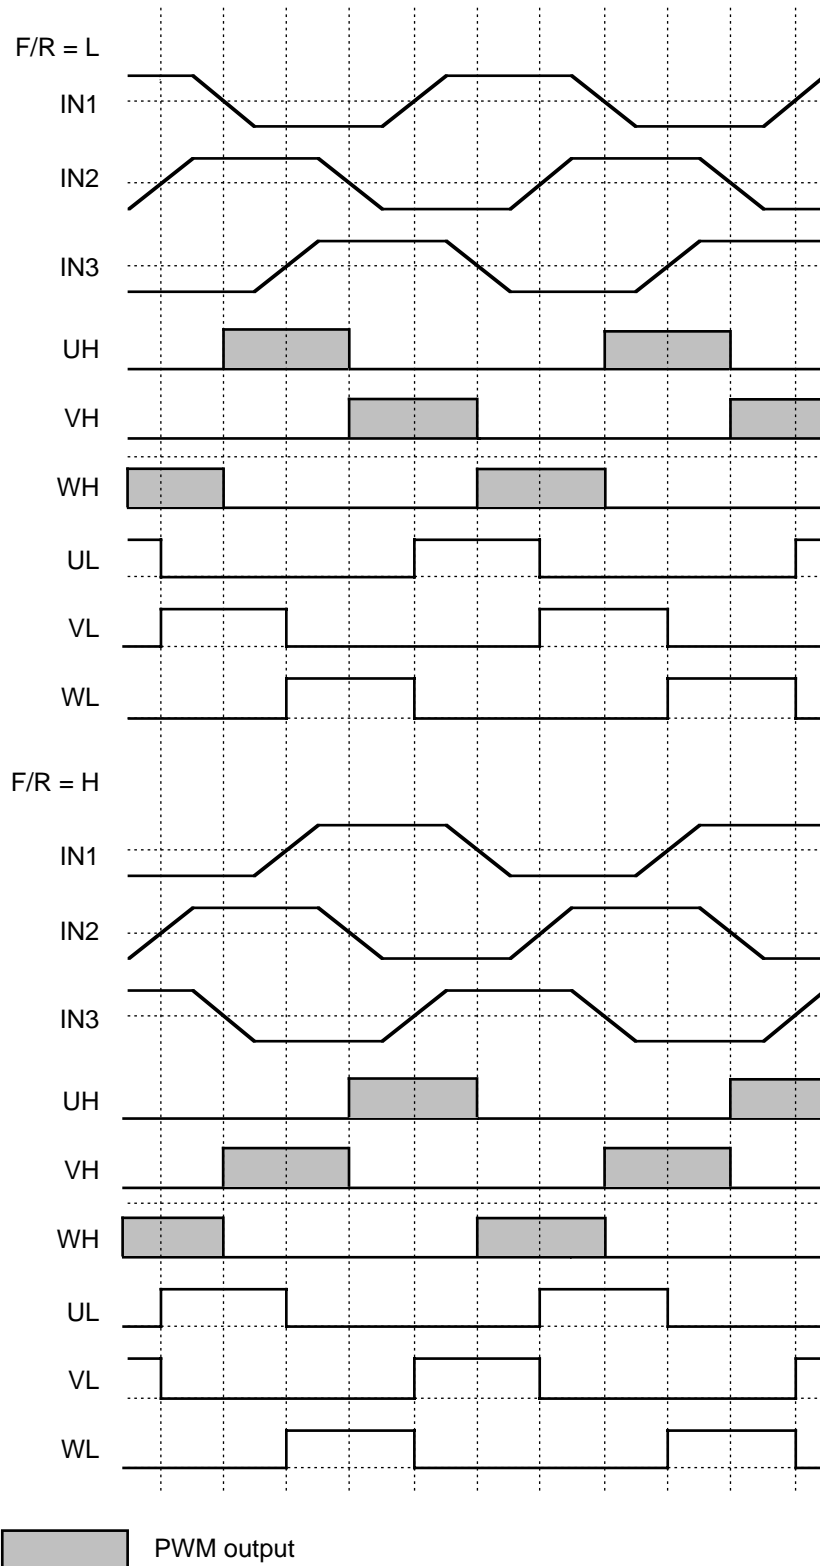 F/R = L
IN1
IN2
IN3
UH
VH
WH
UL
VL
WL
F/R = H
IN1
IN2
IN3
UH
VH
WH
UL
VL
WL
PWM output